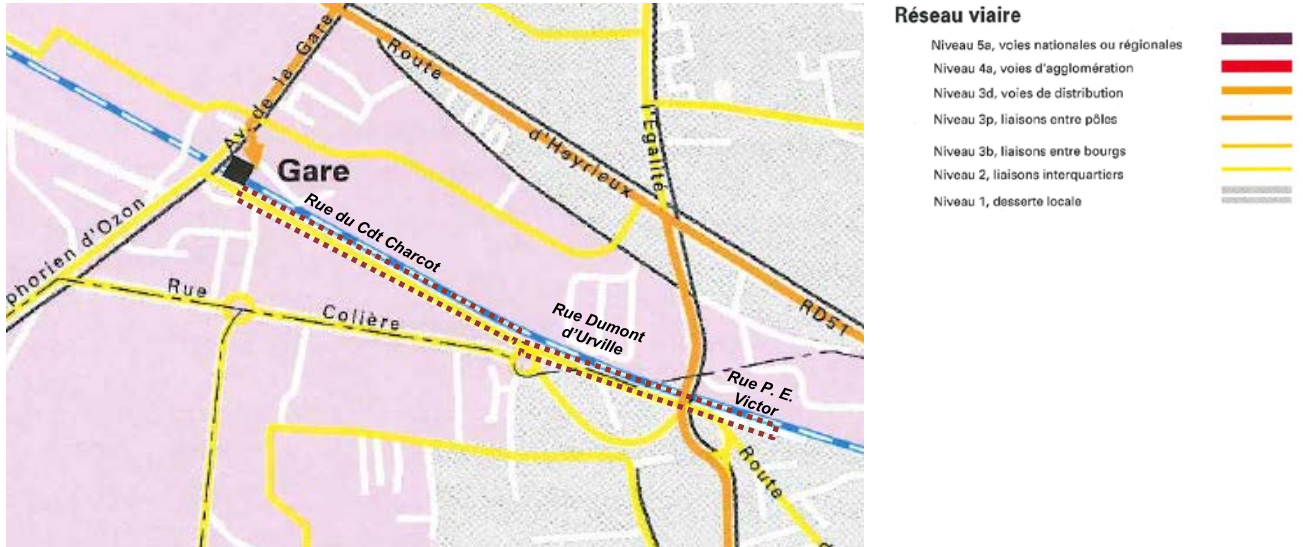 Av. de la Gare
Route
d'Heyrieux
RD51
l'Egalité
Gare
phorien d'Ozon
Rue
Colière
Rue du Cdt Charcot
Rue Dumont
d'Urville
Rue P. E.
Victor
Route
Réseau viaire
Niveau 5a, voies nationales ou régionales
Niveau 4a, voies d'agglomération
Niveau 3d, voies de distribution
Niveau 3p, liaisons entre pôles
Niveau 3b, liaisons entre bourgs
Niveau 2, liaisons interquartiers
Niveau 1, desserte locale